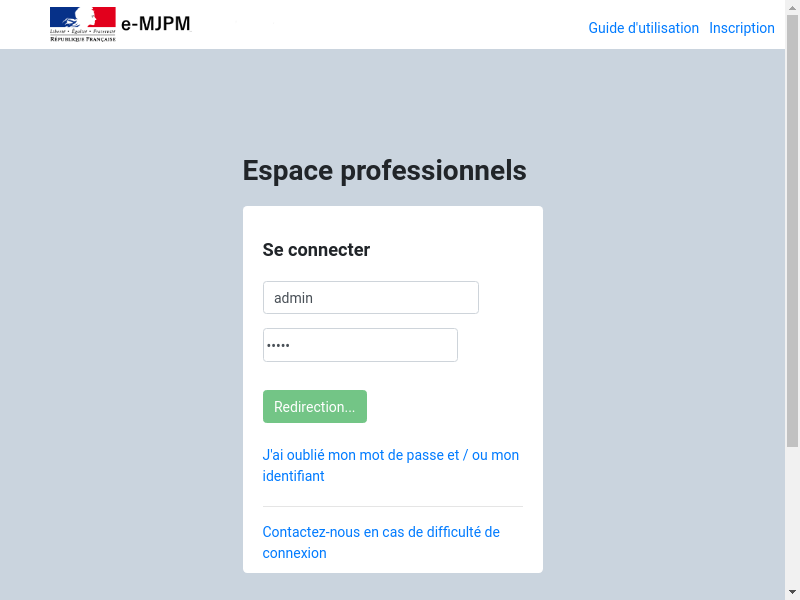 Liberté • Égalité • Fraternité
RÉPUBLIQUE FRANÇAISE
e-MJPM
Guide d'utilisation Inscription
Espace professionnels
Se connecter
admin
•••••
Redirection...
J'ai oublié mon mot de passe et / ou mon
identifiant
Contactez-nous en cas de difficulté de
connexion